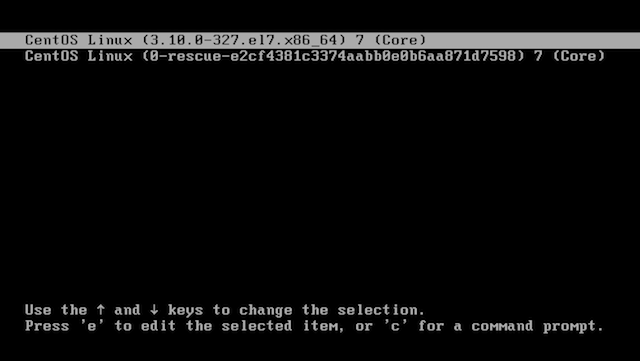 CentOS Linux (3.10.0-327.el7.x86_64) 7 (Core)
CentOS Linux (0-rescue-e2cf4381c3374aabb0e0b6aa871d7598) 7 (Core)
Use the ↑ and ↓ keys to change the selection.
Press 'e' to edit the selected item, or 'c' for a command prompt.